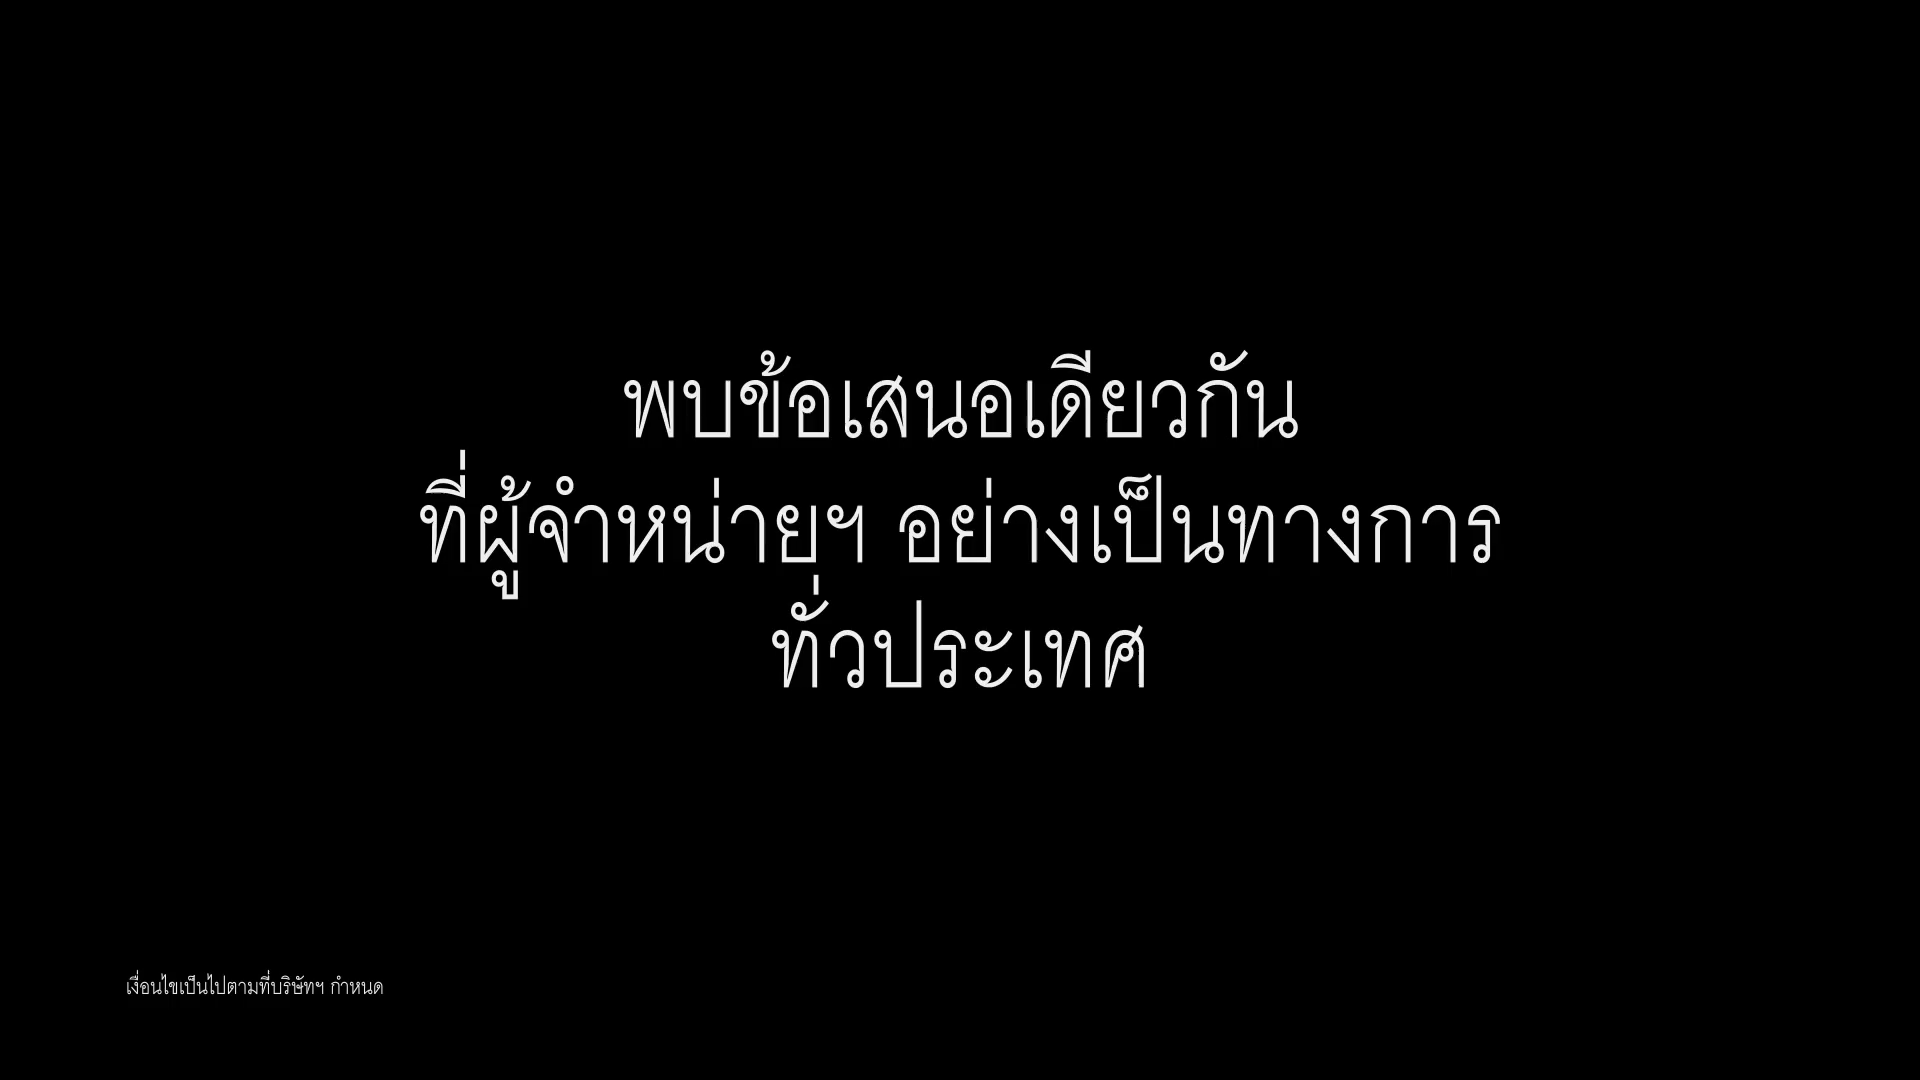 พบข้อเสนอเดียวกัน
ที่ผู้จำหน่ายฯ อย่างเป็นทางการ
ทั่วประเทศ
เงื่อนไขเป็นไปตามที่บริษัทฯ กำหนด